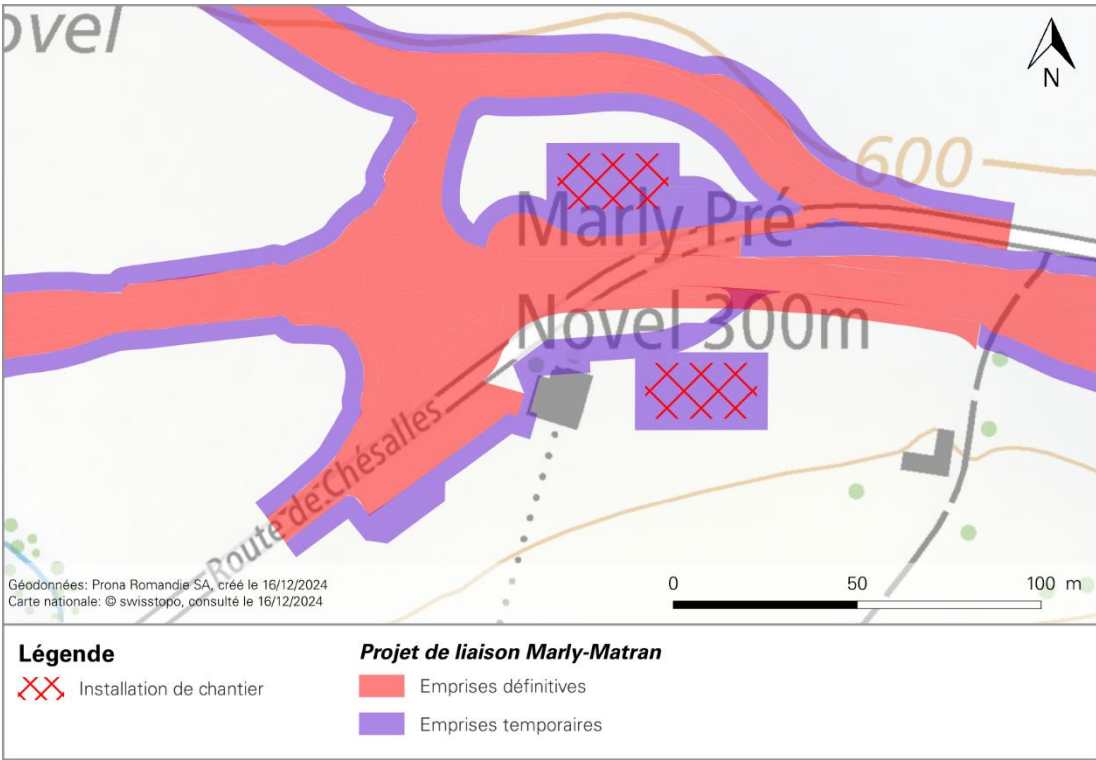 ovel
N
600
Marly Pré
Novel 300m
Route de Chésalles
Géodonnées: Prona Romandie SA, créé le 16/12/2024
Carte nationale: © swisstopo, consulté le 16/12/2024
0 50 100 m
Légende
Installation de chantier
Projet de liaison Marly-Matran
Emprises définitives
Emprises temporaires